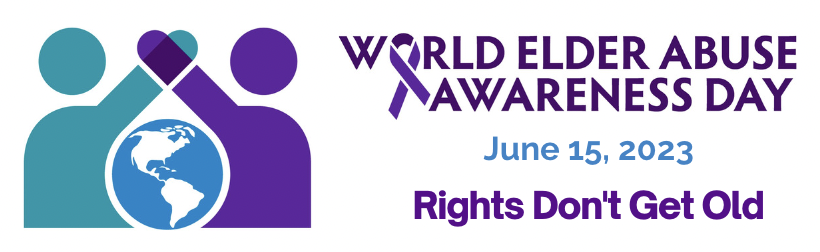 WORLD ELDER ABUSE
AWARENESS DAY
June 15, 2023
Rights Don't Get Old